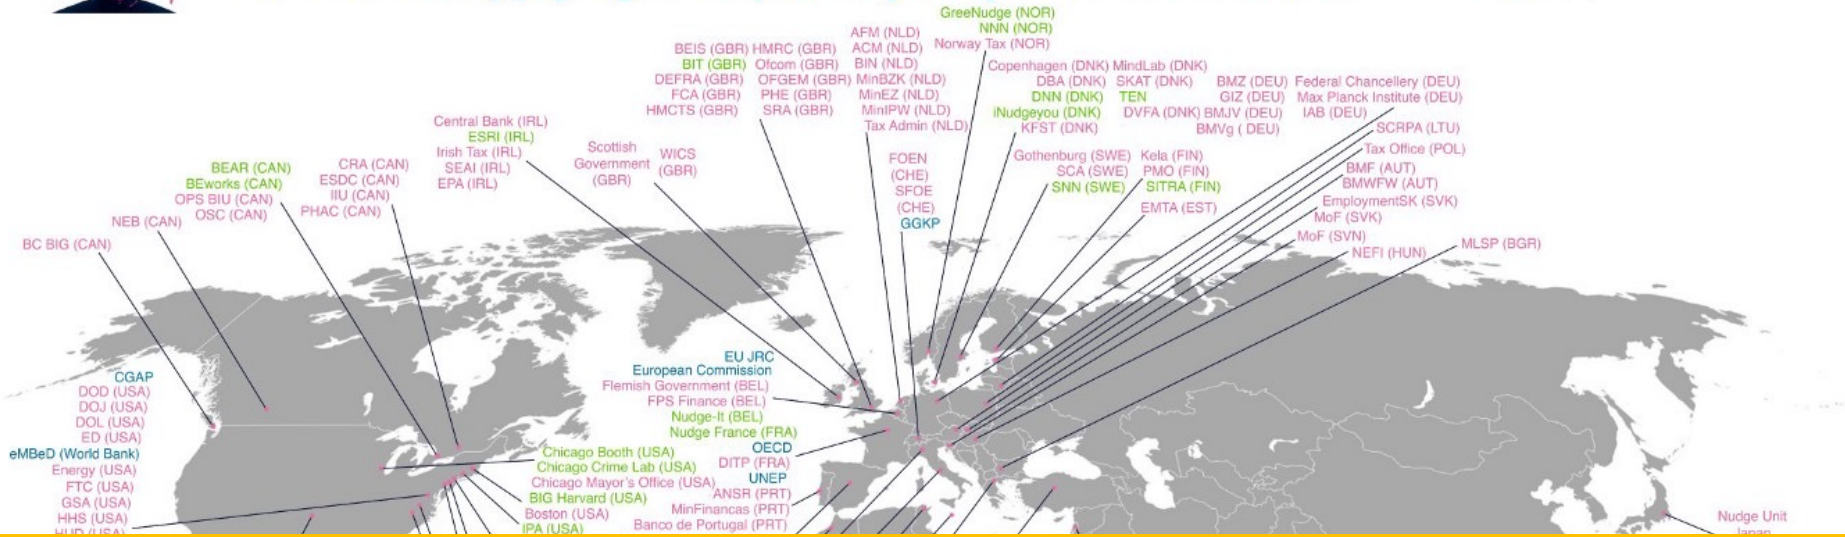 GreeNudge (NOR)
NNN (NOR)
Norway Tax (NOR)
AFM (NLD)
ACM (NLD)
BIN (NLD)
MinBZK (NLD)
MinEZ (NLD)
MinIPW (NLD)
Tax Admin (NLD)
BEIS (GBR) HMRC (GBR)
BIT (GBR) Ofcom (GBR)
DEFRA (GBR) OFGEM (GBR)
FCA (GBR) PHE (GBR)
HMCTS (GBR) SRA (GBR)
Copenhagen (DNK) MindLab (DNK)
DBA (DNK) SKAT (DNK)
DNN (DNK) TEN
iNudgeyou (DNK) DVFA (DNK)
KFST (DNK)
BMZ (DEU) Federal Chancellery (DEU)
GIZ (DEU) Max Planck Institute (DEU)
BMJV (DEU) IAB (DEU)
BMVg ( DEU)
SCRPA (LTU)
Tax Office (POL)
BMF (AUT)
BMWFW (AUT)
EmploymentSK (SVK)
MoF (SVK)
MoF (SVN)
NEFI (HUN)
MLSP (BGR)
Central Bank (IRL)
ESRI (IRL)
Irish Tax (IRL)
SEAI (IRL)
EPA (IRL)
Scottish
Government
(GBR)
WICS
(GBR)
FOEN
(CHE)
SFOE
(CHE)
GGKP
Gothenburg (SWE)
SCA (SWE)
SNN (SWE)
Kela (FIN)
PMO (FIN)
SITRA (FIN)
EMTA (EST)
BEAR (CAN)
BEworks (CAN)
OPS BIU (CAN)
OSC (CAN)
CRA (CAN)
ESDC (CAN)
IIU (CAN)
PHAC (CAN)
NEB (CAN)
BC BIG (CAN)
CGAP
DOD (USA)
DOJ (USA)
DOL (USA)
ED (USA)
eMBeD (World Bank)
Energy (USA)
FTC (USA)
GSA (USA)
HHS (USA)
HUD (USA)
EU JRC
European Commission
Flemish Government (BEL)
FPS Finance (BEL)
Nudge-It (BEL)
Nudge France (FRA)
OECD
DITP (FRA)
UNEP
ANSR (PRT)
MinFinancas (PRT)
Banco de Portugal (PRT)
Chicago Booth (USA)
Chicago Crime Lab (USA)
Chicago Mayor's Office (USA)
BIG Harvard (USA)
Boston (USA)
IPA (USA)
Nudge Unit
Japan